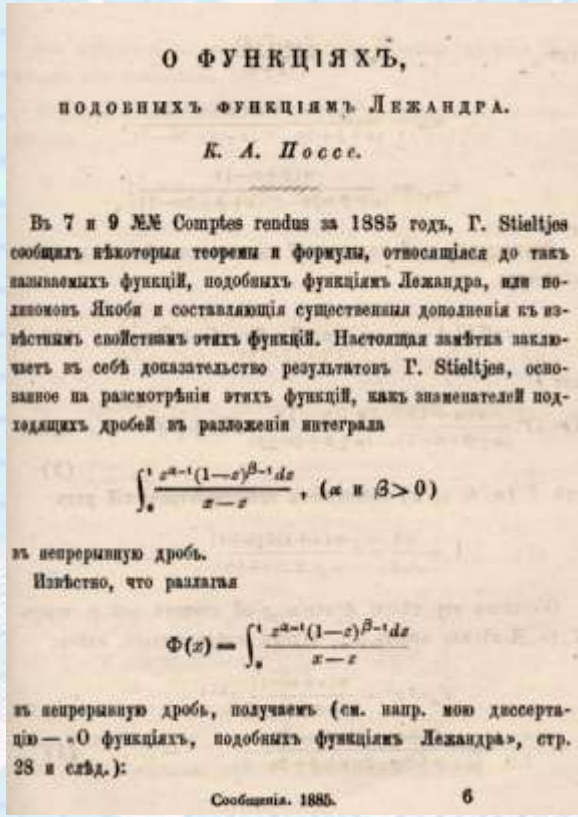 О ФУНКЦІЯХЪ,
ПОДОБНЫХЪ ФУНКЦІЯМЪ ЛЕЖАНДРА.
К. А. Поссе.
Въ 7 и 9 №№ Comptes rendus за 1885 годъ, Г. Stieltjes
сообщилъ нѣкоторыя теоремы и формулы, относящіяся до такъ
называемыхъ функцій, подобныхъ функціямъ Лежандра, или по-
линомовъ Якоби и составляющія существенныя дополненія къ из-
вѣстнымъ свойствамъ этихъ функцій. Настоящая замѣтка заклю-
чаетъ въ себѣ доказательство результатовъ Г. Stieltjes, осно-
ванное на разсмотрѣніи этихъ функцій, какъ знаменателей под-
ходящихъ дробей въ разложеніи интеграла
∫₀¹ z^{α−1}(1−z)^{β−1}dz / x−z , (α и β>0)
въ непрерывную дробь.
Извѣстно, что разлагая
Φ(x) = ∫₀¹ z^{α−1}(1−z)^{β−1}dz / x−z
въ непрерывную дробь, получаемъ (см. напр. мою диссерта-
цію — «О функціяхъ, подобныхъ функціямъ Лежандра», стр.
28 и слѣд.):
Сообщенія. 1885. 6